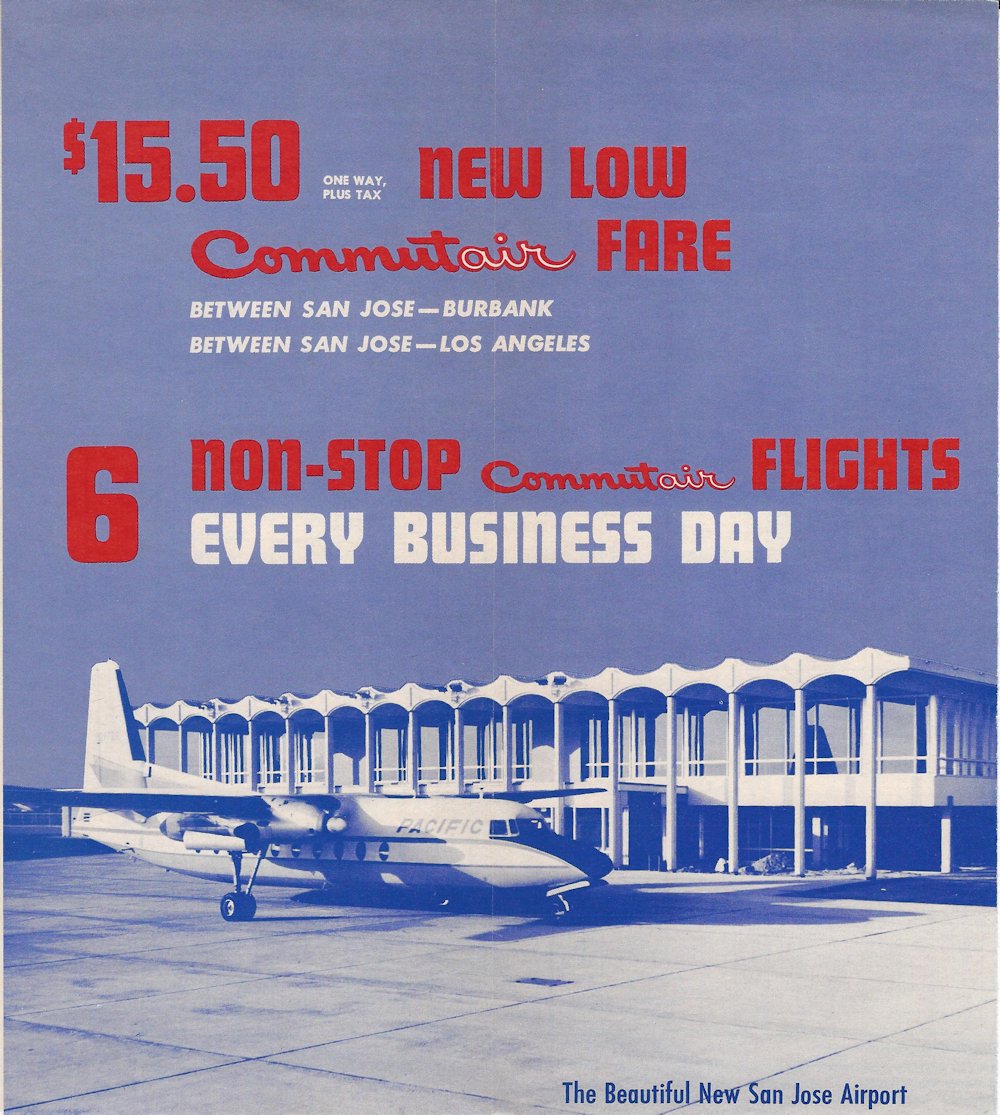 $15.50 ONE WAY, PLUS TAX NEW LOW
Commutair FARE
BETWEEN SAN JOSE—BURBANK
BETWEEN SAN JOSE—LOS ANGELES
6 NON-STOP Commutair FLIGHTS
EVERY BUSINESS DAY
PACIFIC
The Beautiful New San Jose Airport